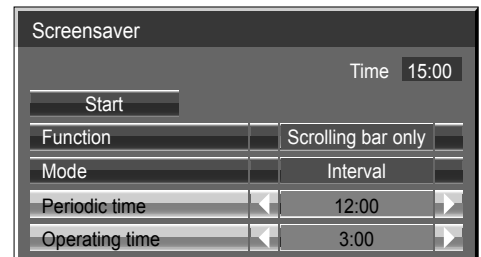 Screensaver
Time 15:00
Start
Function Scrolling bar only
Mode Interval
Periodic time 12:00
Operating time 3:00